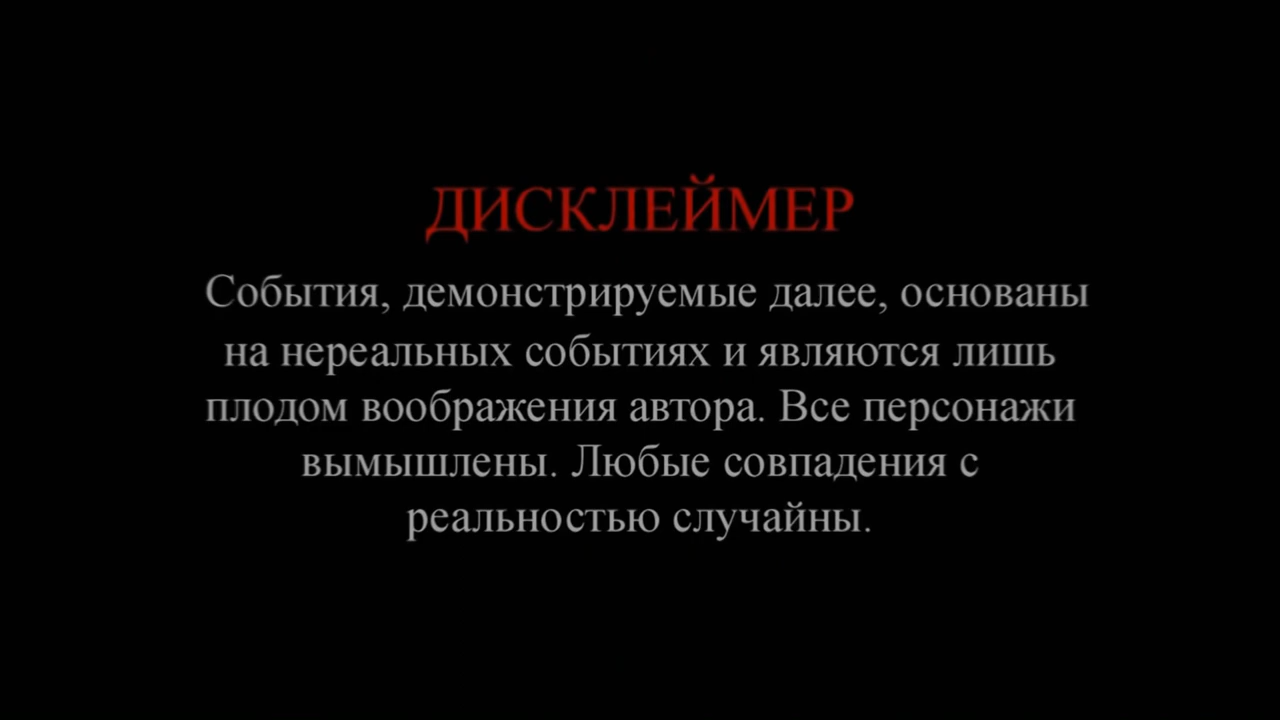 ДИСКЛЕЙМЕР
События, демонстрируемые далее, основаны
на нереальных событиях и являются лишь
плодом воображения автора. Все персонажи
вымышлены. Любые совпадения с
реальностью случайны.